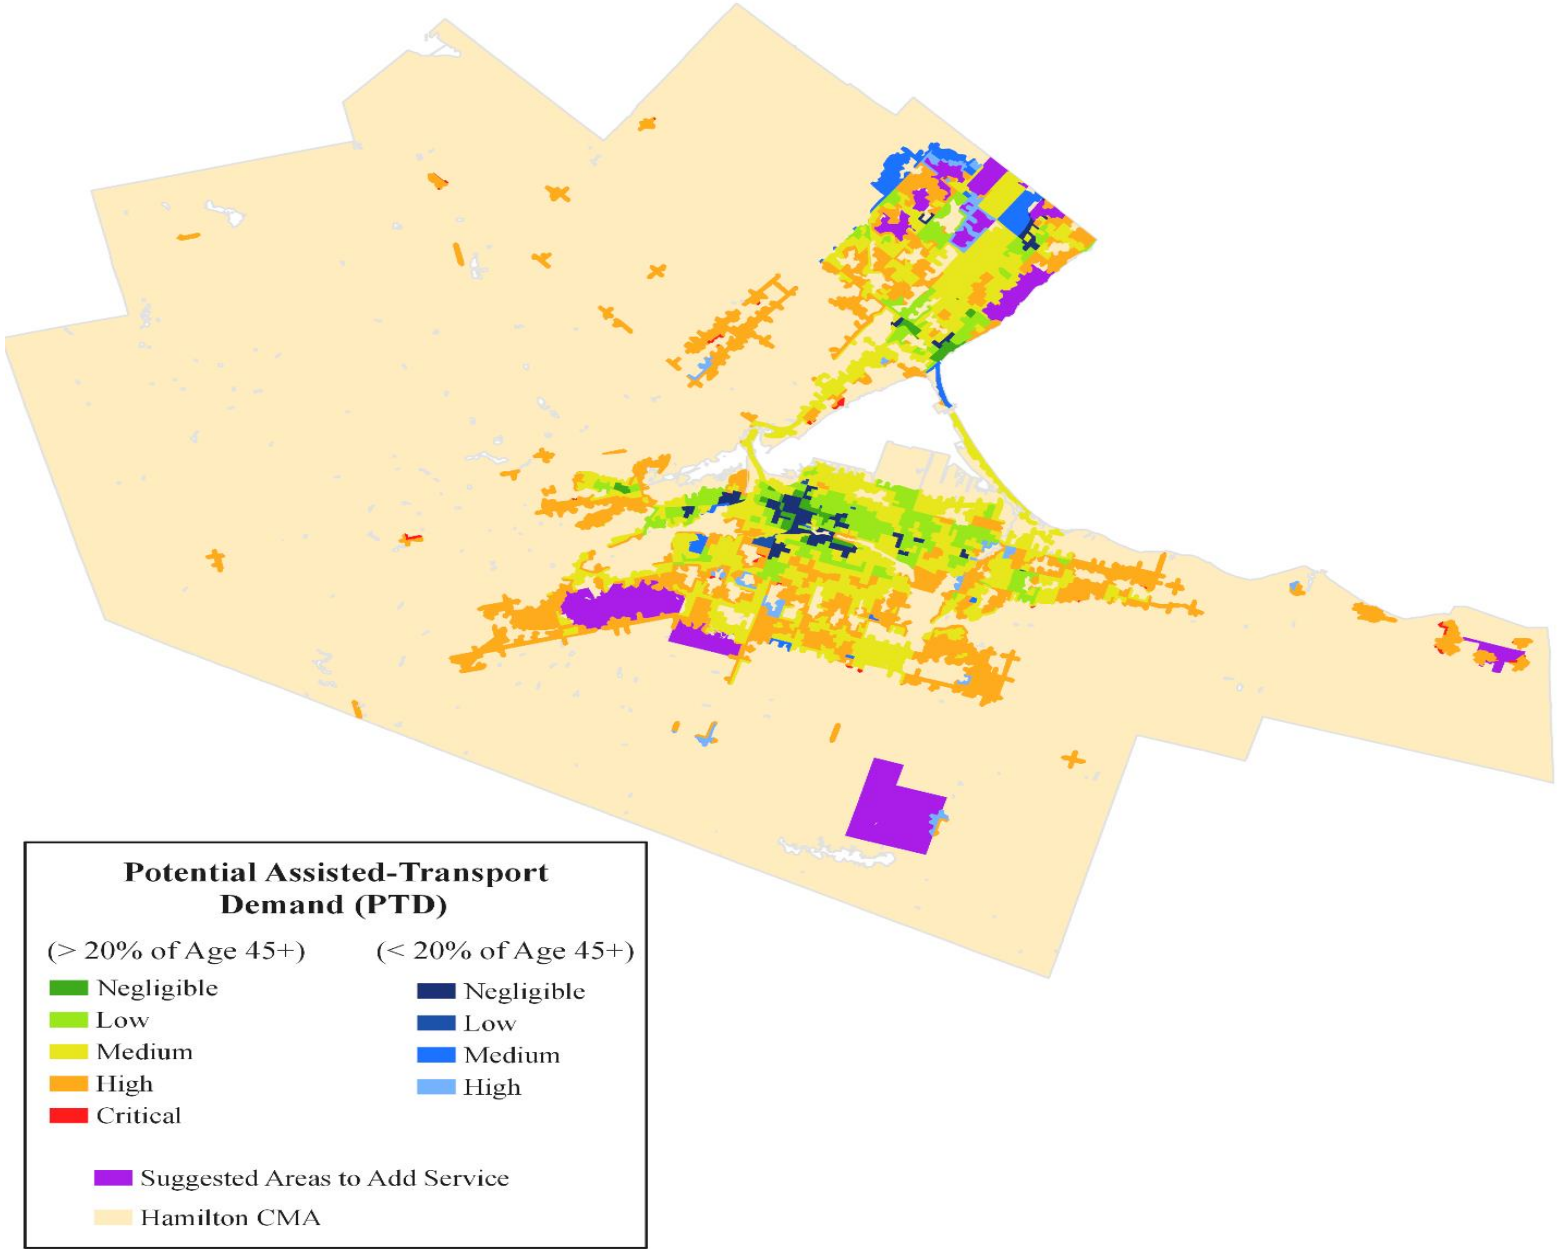 Potential Assisted-Transport
Demand (PTD)
(> 20% of Age 45+)
Negligible
Low
Medium
High
Critical
(< 20% of Age 45+)
Negligible
Low
Medium
High
Suggested Areas to Add Service
Hamilton CMA